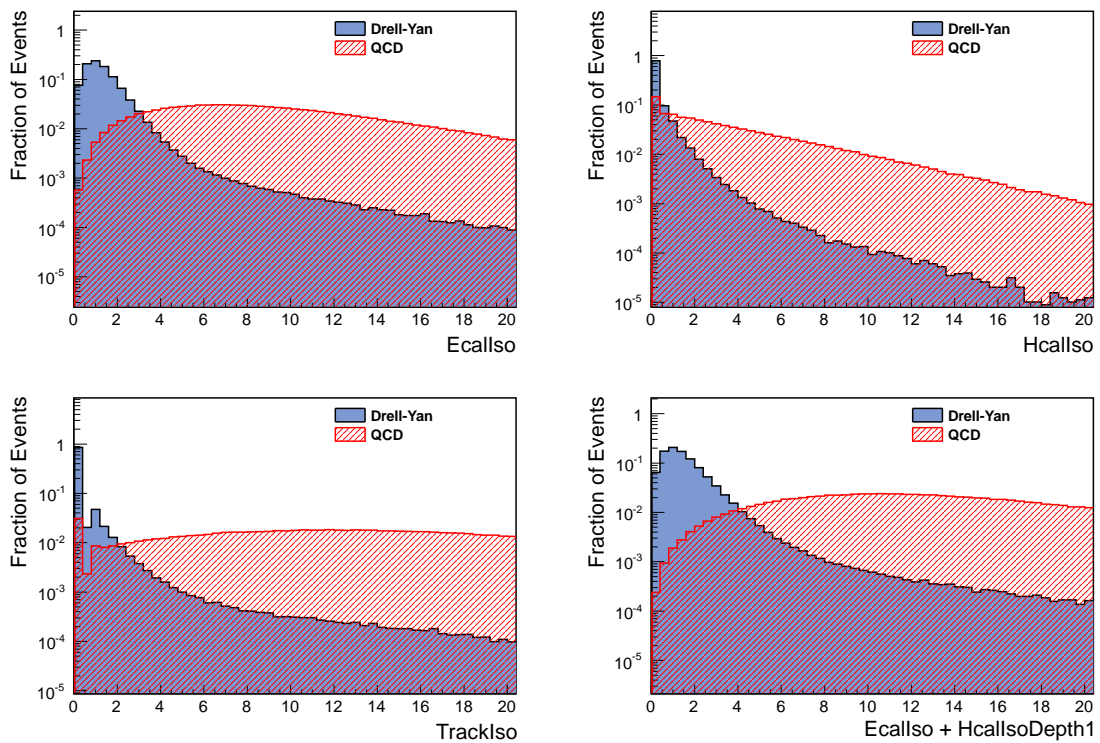 Fraction of Events
1
10-1
10-2
10-3
10-4
10-5
Drell-Yan
QCD
0 2 4 6 8 10 12 14 16 18 20
EcalIso
Fraction of Events
1
10-1
10-2
10-3
10-4
10-5
Drell-Yan
QCD
0 2 4 6 8 10 12 14 16 18 20
HcalIso
Fraction of Events
1
10-1
10-2
10-3
10-4
10-5
Drell-Yan
QCD
0 2 4 6 8 10 12 14 16 18 20
TrackIso
Fraction of Events
1
10-1
10-2
10-3
10-4
10-5
Drell-Yan
QCD
0 2 4 6 8 10 12 14 16 18 20
EcalIso + HcalIsoDepth1